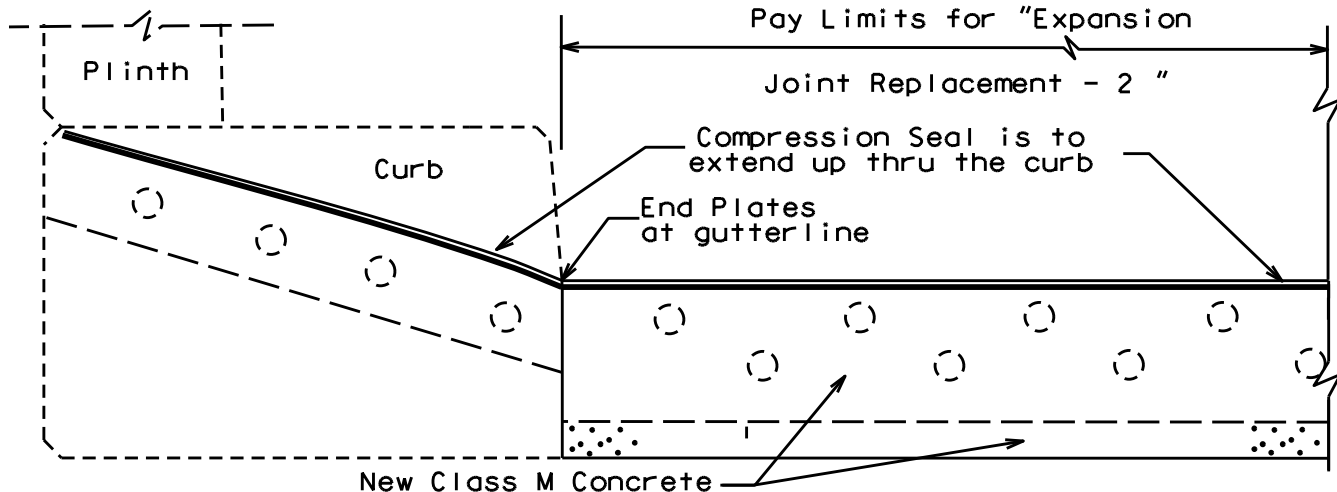 Pay Limits for "Expansion
Joint Replacement - 2 "
Plinth
Compression Seal is to
extend up thru the curb
Curb
End Plates
at gutterline
New Class M Concrete